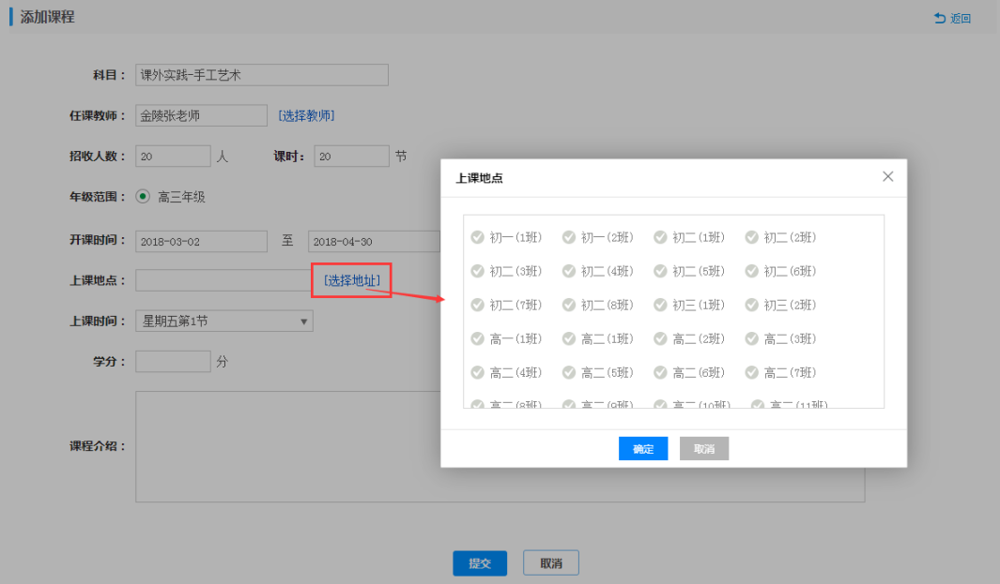 添加课程 返回
科目： 课外实践-手工艺术
任课教师： 金陵张老师 [选择教师]
招收人数： 20 人 课时： 20 节
年级范围： 高三年级
开课时间： 2018-03-02 至 2018-04-30
上课地点： [选择地址]
上课时间： 星期五第1节
学分： 分
课程介绍：
提交 取消
上课地点
初一(1班) 初一(2班) 初二(1班) 初二(2班)
初二(3班) 初二(4班) 初二(5班) 初二(6班)
初二(7班) 初二(8班) 初三(1班) 初三(2班)
高一(1班) 高二(1班) 高二(2班) 高二(3班)
高二(4班) 高二(5班) 高二(6班) 高二(7班)
高二(8班) 高二(9班) 高二(10班) 高二(11班)
确定 取消